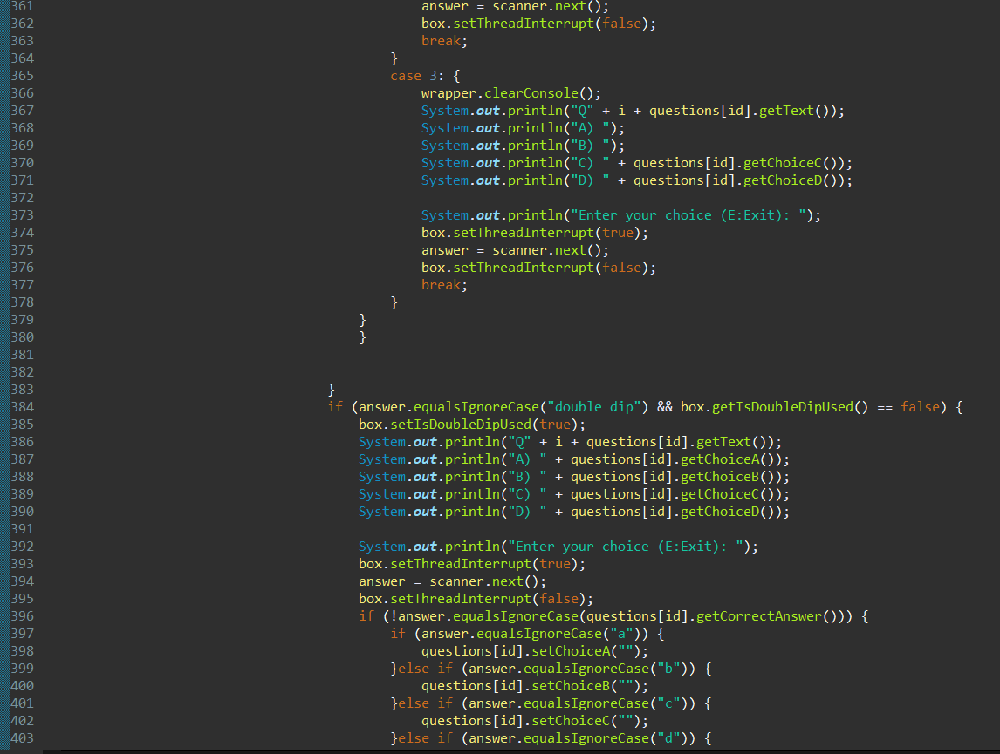 361 answer = scanner.next();
362 box.setThreadInterrupt(false);
363 break;
364 }
365 case 3: {
366 wrapper.clearConsole();
367 System.out.println("Q" + i + questions[id].getText());
368 System.out.println("A) ");
369 System.out.println("B) ");
370 System.out.println("C) " + questions[id].getChoiceC());
371 System.out.println("D) " + questions[id].getChoiceD());
372
373 System.out.println("Enter your choice (E:Exit): ");
374 box.setThreadInterrupt(true);
375 answer = scanner.next();
376 box.setThreadInterrupt(false);
377 break;
378 }
379 }
380 }
381
382
383 }
384 if (answer.equalsIgnoreCase("double dip") && box.getIsDoubleDipUsed() == false) {
385 box.setIsDoubleDipUsed(true);
386 System.out.println("Q" + i + questions[id].getText());
387 System.out.println("A) " + questions[id].getChoiceA());
388 System.out.println("B) " + questions[id].getChoiceB());
389 System.out.println("C) " + questions[id].getChoiceC());
390 System.out.println("D) " + questions[id].getChoiceD());
391
392 System.out.println("Enter your choice (E:Exit): ");
393 box.setThreadInterrupt(true);
394 answer = scanner.next();
395 box.setThreadInterrupt(false);
396 if (!answer.equalsIgnoreCase(questions[id].getCorrectAnswer())) {
397 if (answer.equalsIgnoreCase("a")) {
398 questions[id].setChoiceA("");
399 }else if (answer.equalsIgnoreCase("b")) {
400 questions[id].setChoiceB("");
401 }else if (answer.equalsIgnoreCase("c")) {
402 questions[id].setChoiceC("");
403 }else if (answer.equalsIgnoreCase("d")) {